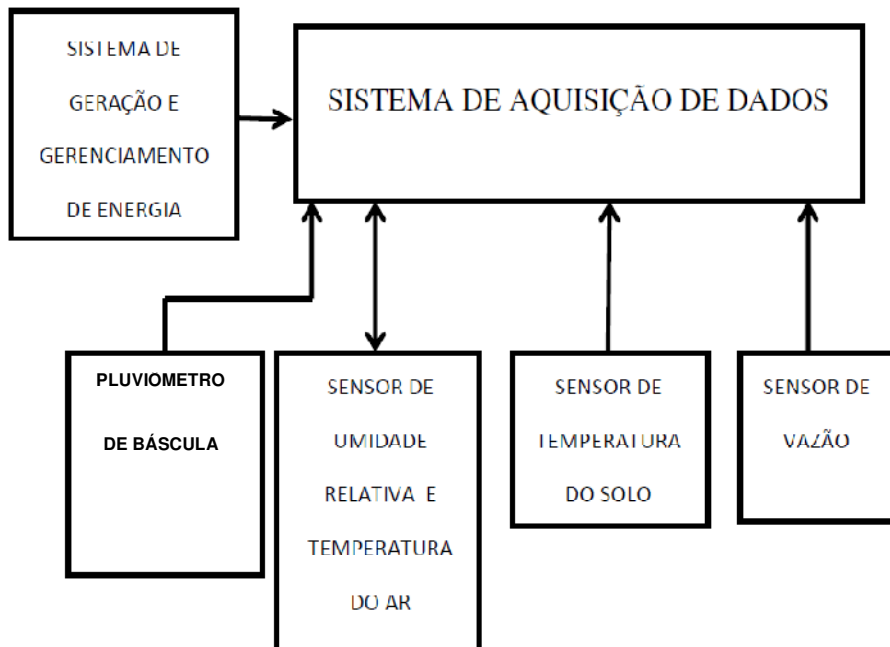 SISTEMA DE
GERAÇÃO E
GERENCIAMENTO
DE ENERGIA
SISTEMA DE AQUISIÇÃO DE DADOS
PLUVIOMETRO
DE BÁSCULA
SENSOR DE
UMIDADE
RELATIVA E
TEMPERATURA
DO AR
SENSOR DE
TEMPERATURA
DO SOLO
SENSOR DE
VAZÃO